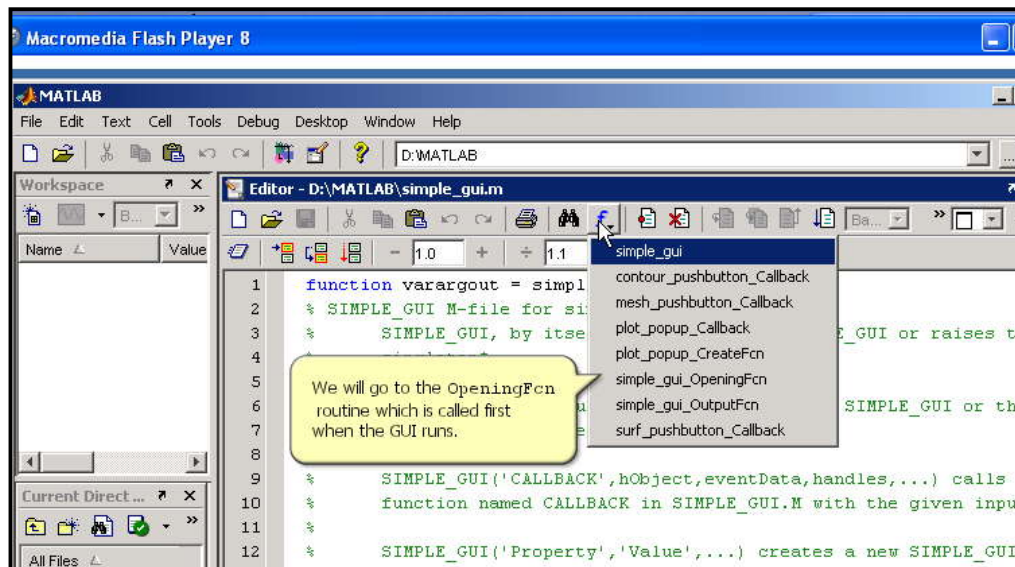 Macromedia Flash Player 8
MATLAB
File Edit Text Cell Tools Debug Desktop Window Help
D:\MATLAB
Workspace
Editor - D:\MATLAB\simple_gui.m
B...
Ba...
Name Value
1.0
1.1
simple_gui
contour_pushbutton_Callback
mesh_pushbutton_Callback
plot_popup_Callback
plot_popup_CreateFcn
simple_gui_OpeningFcn
simple_gui_OutputFcn
surf_pushbutton_Callback
1 function varargout = simpl
2 % SIMPLE_GUI M-file for si
3 % SIMPLE_GUI, by itse E_GUI or raises t
4
5
6 SIMPLE_GUI or th
7
8
We will go to the OpeningFcn
routine which is called first
when the GUI runs.
9 % SIMPLE_GUI('CALLBACK',hObject,eventData,handles,...) calls
10 % function named CALLBACK in SIMPLE_GUI.M with the given inpu
11 %
12 % SIMPLE_GUI('Property','Value',...) creates a new SIMPLE_GUI
Current Direct...
All Files